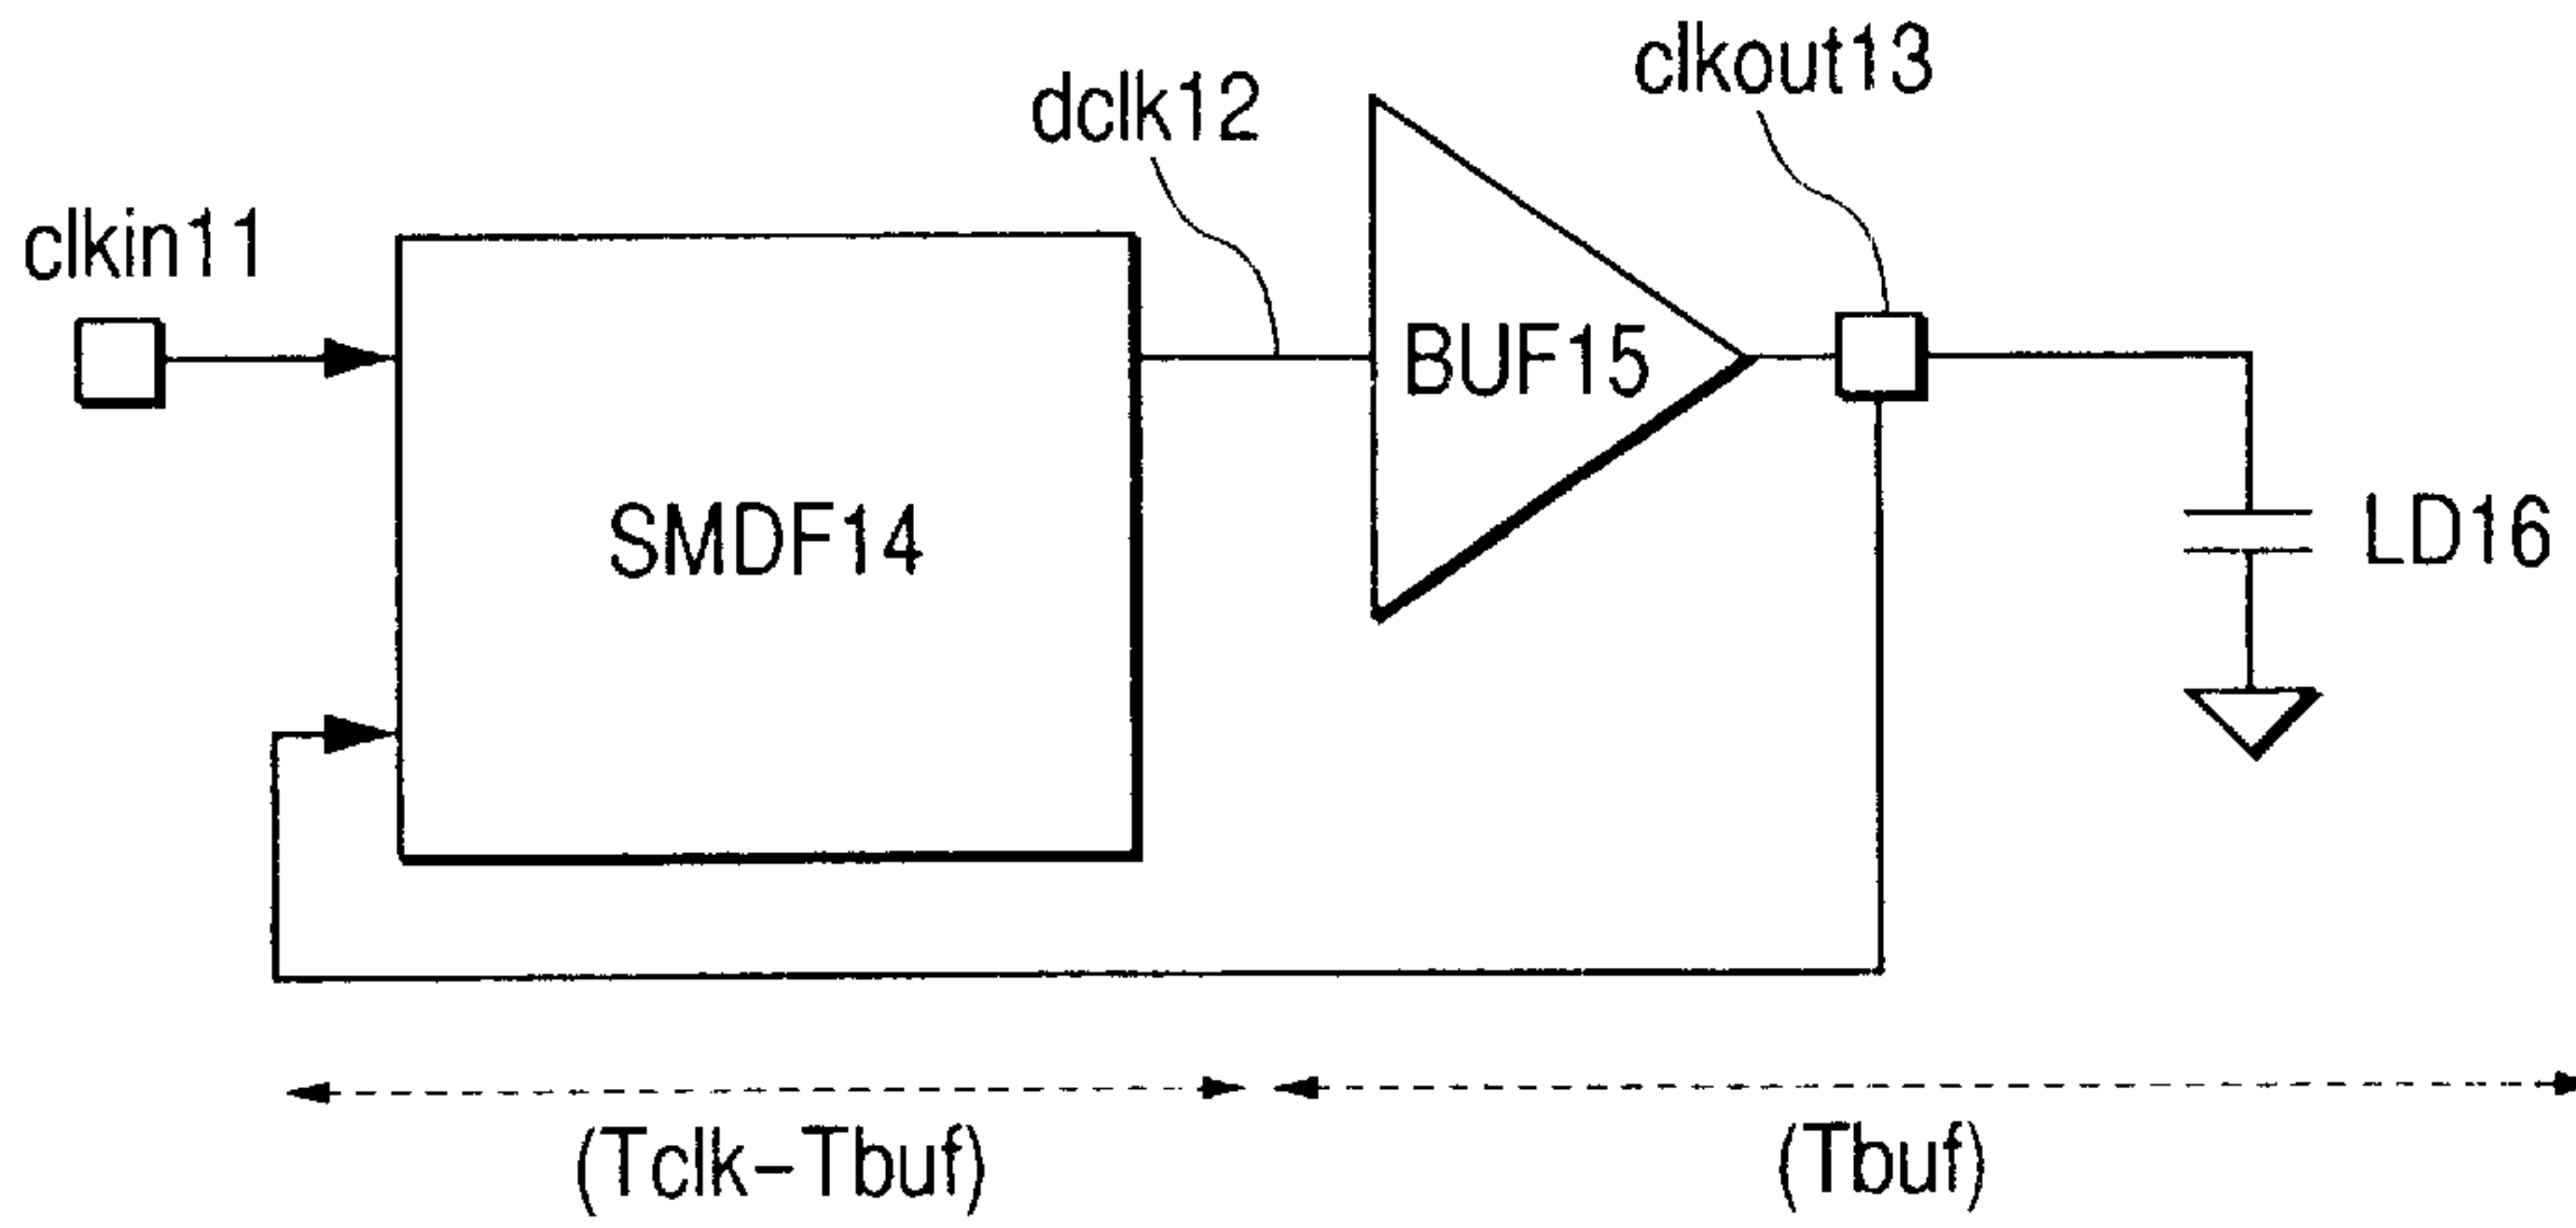 clkout13
dclk12
clkin11
BUF15
SMDF14
LD16
(Tclk-Tbuf)
(Tbuf)